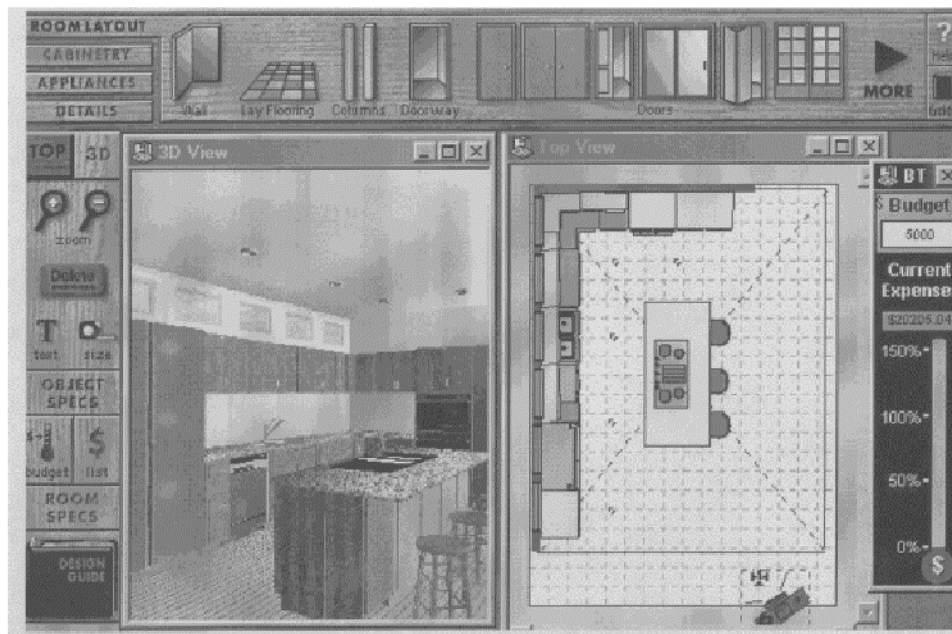 ROOM LAYOUT
CABINETRY
APPLIANCES
DETAILS
Wall
Lay Flooring
Columns
Doorway
Doors
MORE
?
TOP
3D
zoom
Delete
T
text
size
OBJECT
SPECS
$
budget
list
ROOM
SPECS
DESIGN
GUIDE
3D View
Top View
BT
$ Budget
5000
Current
Expense
$20205.04
150%
100%
50%
0%
$